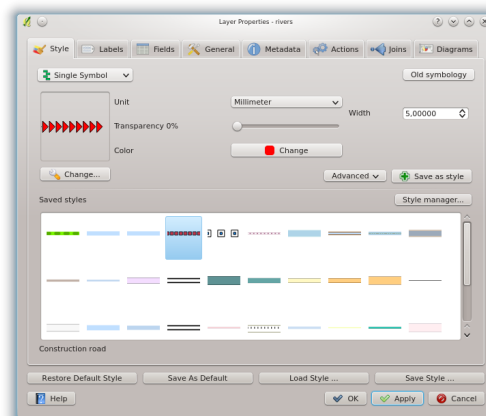 Layer Properties - rivers
Style Labels Fields General Metadata Actions Joins Diagrams
Single Symbol Old symbology
Unit Millimeter
Width 5,00000
Transparency 0%
Color Change
Change... Advanced Save as style
Saved styles Style manager...
Construction road
Restore Default Style Save As Default Load Style ... Save Style ...
Help OK Apply Cancel